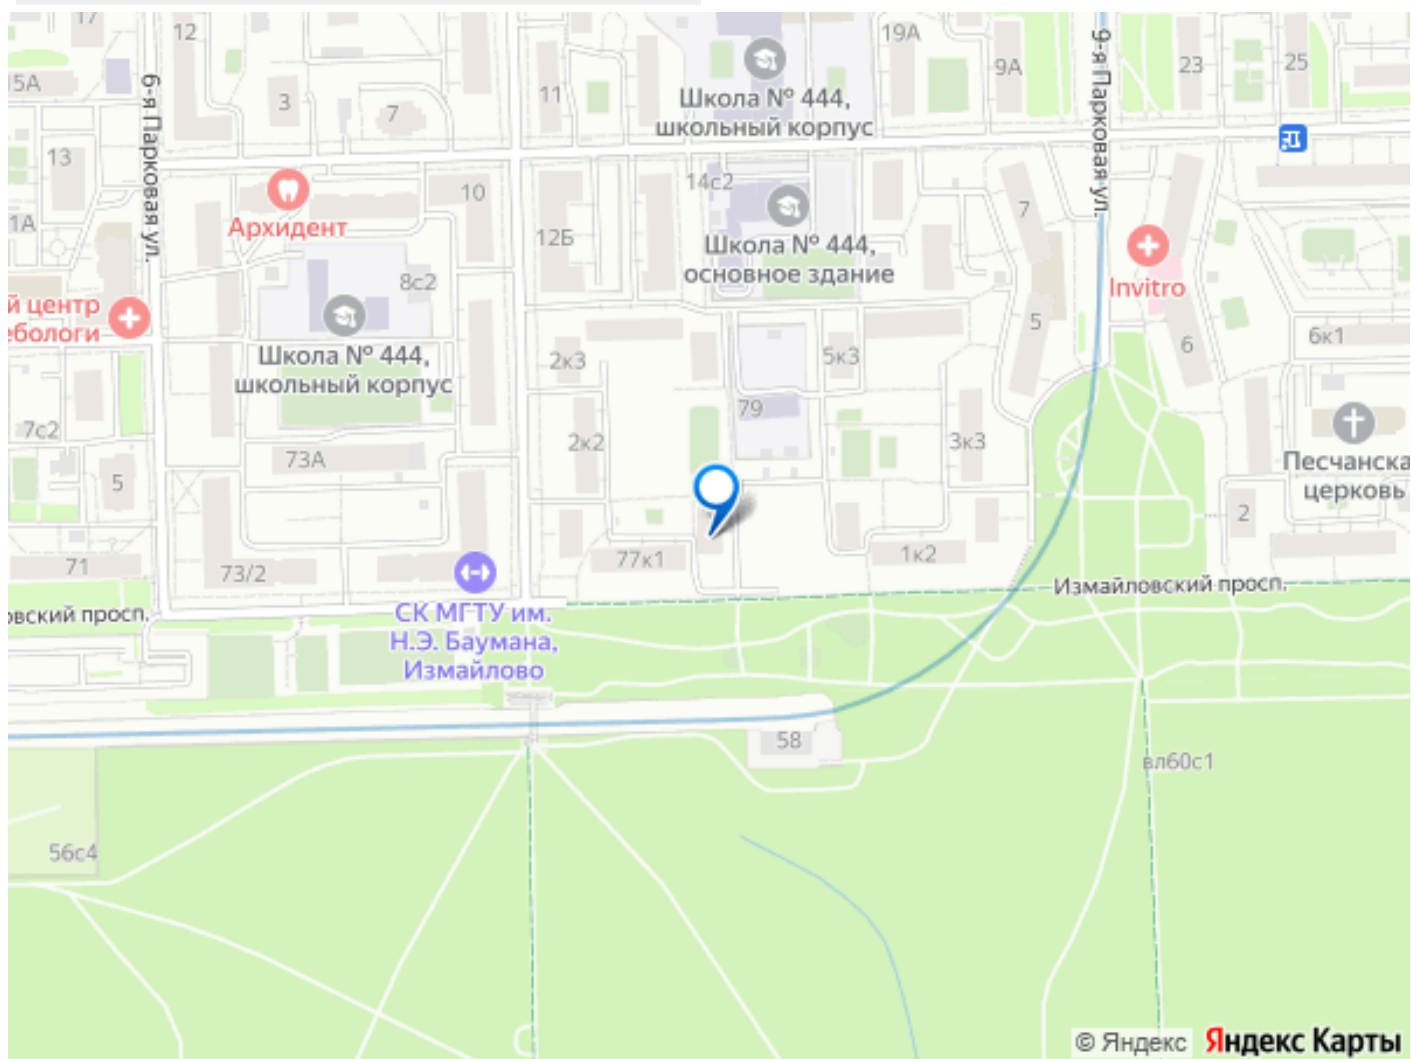 17
12
19А
9А
23
25
15А
3
7
11
Школа № 444,
школьный корпус
6-я Парковая ул.
9-я Парковая ул.
13
14с2
10
7
1А
Архидент
12Б
Школа № 444,
основное здание
8с2
Invitro
й центр
ебологи
5
6
6к1
Школа № 444,
школьный корпус
2к3
5к3
79
7с2
2к2
3к3
73А
Песчанска
церковь
5
2
71
73/2
77к1
1к2
Измайловский просп.
овский просп.
СК МГТУ им.
Н.Э. Баумана,
Измайлово
58
вл60с1
56с4
© Яндекс Яндекс Карты